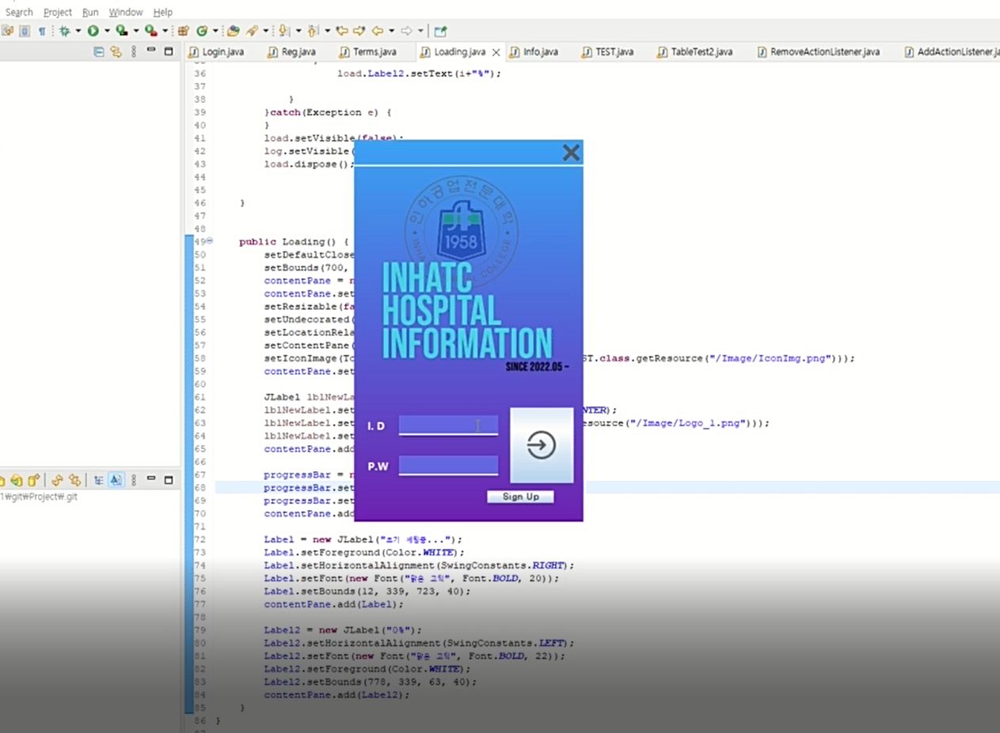 Search Project Run Window Help
Login.java Reg.java Terms.java Loading.java Info.java TEST.java TableTest2.java RemoveActionListener.java AddActionListener.ja
36 load.Label2.setText(i+"%");
37
38 }
39 }catch(Exception e) {
40 }
41 load.setVisible(false);
42 log.setVisible(
43 load.dispose();
44
45
46 }
47
48
49 public Loading() {
50 setDefaultClose
51 setBounds(700,
52 contentPane = n
53 contentPane.set
54 setResizable(fa
55 setUndecorated(
56 setLocationRela
57 setContentPane(
58 setIconImage(To ST.class.getResource("/Image/IconImg.png")));
59 contentPane.set
60
61 JLabel lblNewLa
62 lblNewLabel.set NTER);
63 lblNewLabel.set esource("/Image/Logo_1.png")));
64 lblNewLabel.set
65 contentPane.add
66
67 progressBar = n
68 progressBar.set
69 progressBar.set
70 contentPane.add
71
72 Label = new JLabel("초기 세팅중...");
73 Label.setForeground(Color.WHITE);
74 Label.setHorizontalAlignment(SwingConstants.RIGHT);
75 Label.setFont(new Font("맑은 고딕", Font.BOLD, 20));
76 Label.setBounds(12, 339, 723, 40);
77 contentPane.add(Label);
78
79 Label2 = new JLabel("0%");
80 Label2.setHorizontalAlignment(SwingConstants.LEFT);
81 Label2.setFont(new Font("맑은 고딕", Font.BOLD, 22));
82 Label2.setForeground(Color.WHITE);
83 Label2.setBounds(778, 339, 63, 40);
84 contentPane.add(Label2);
85 }
86 }
1₩git₩Project₩.git
인하공업전문대학
1958
COLLEGE
INHATC
HOSPITAL
INFORMATION
SINCE 2022.05 ~
I. D
P.W
Sign Up